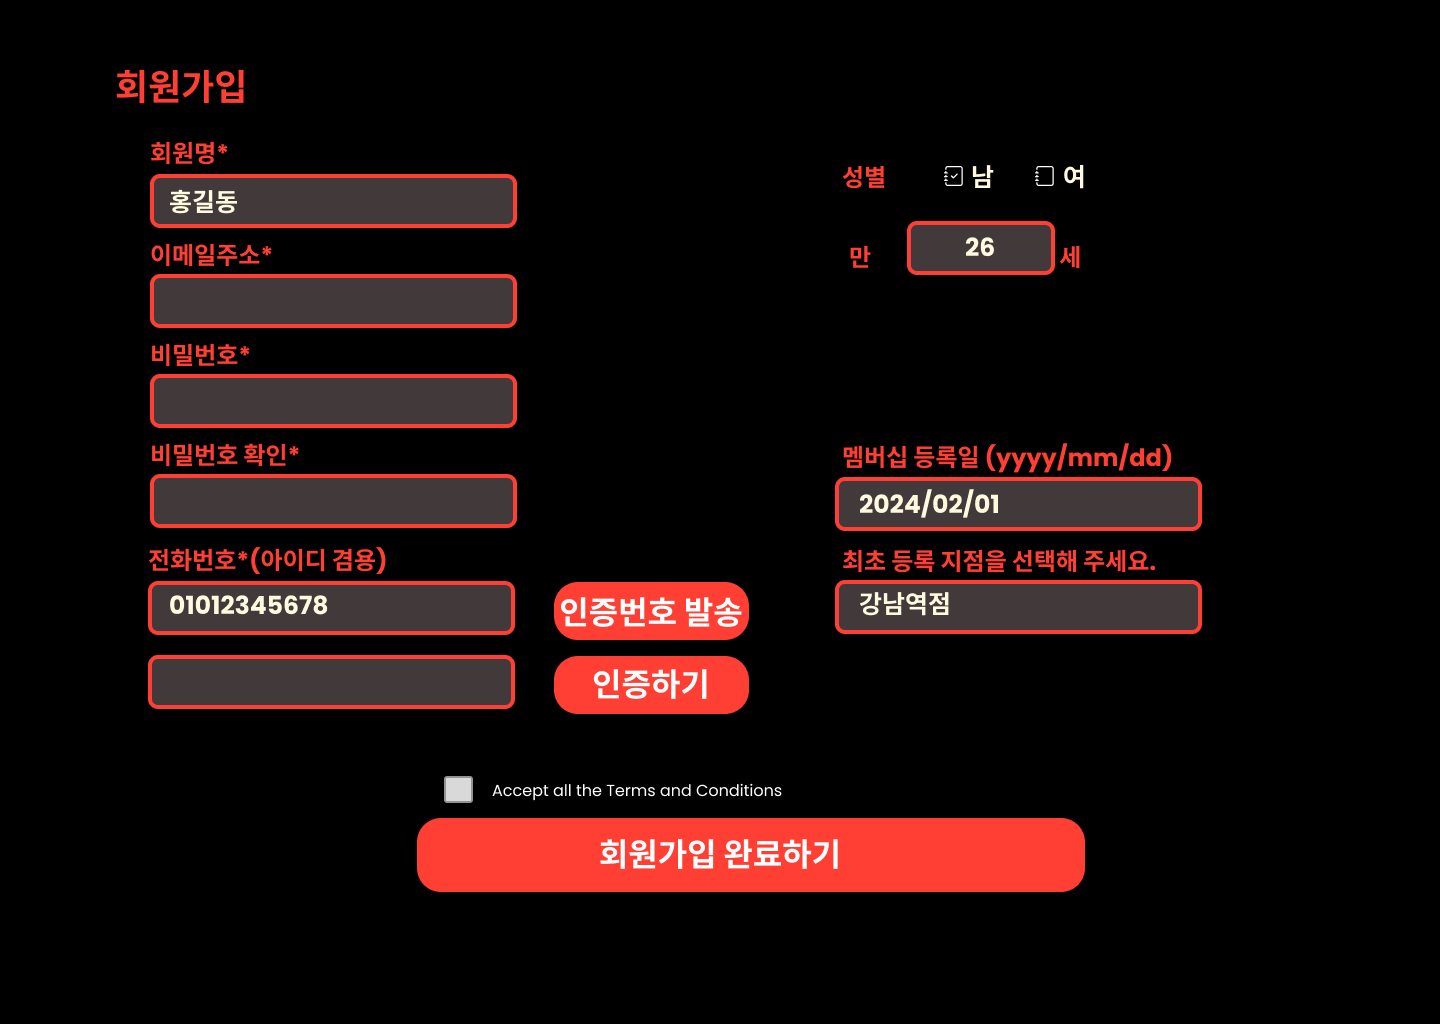 회원가입
회원명*
홍길동
이메일주소*
비밀번호*
비밀번호 확인*
전화번호*(아이디 겸용)
01012345678
인증번호 발송
인증하기
성별
남
여
만
26
세
멤버십 등록일 (yyyy/mm/dd)
2024/02/01
최초 등록 지점을 선택해 주세요.
강남역점
Accept all the Terms and Conditions
회원가입 완료하기